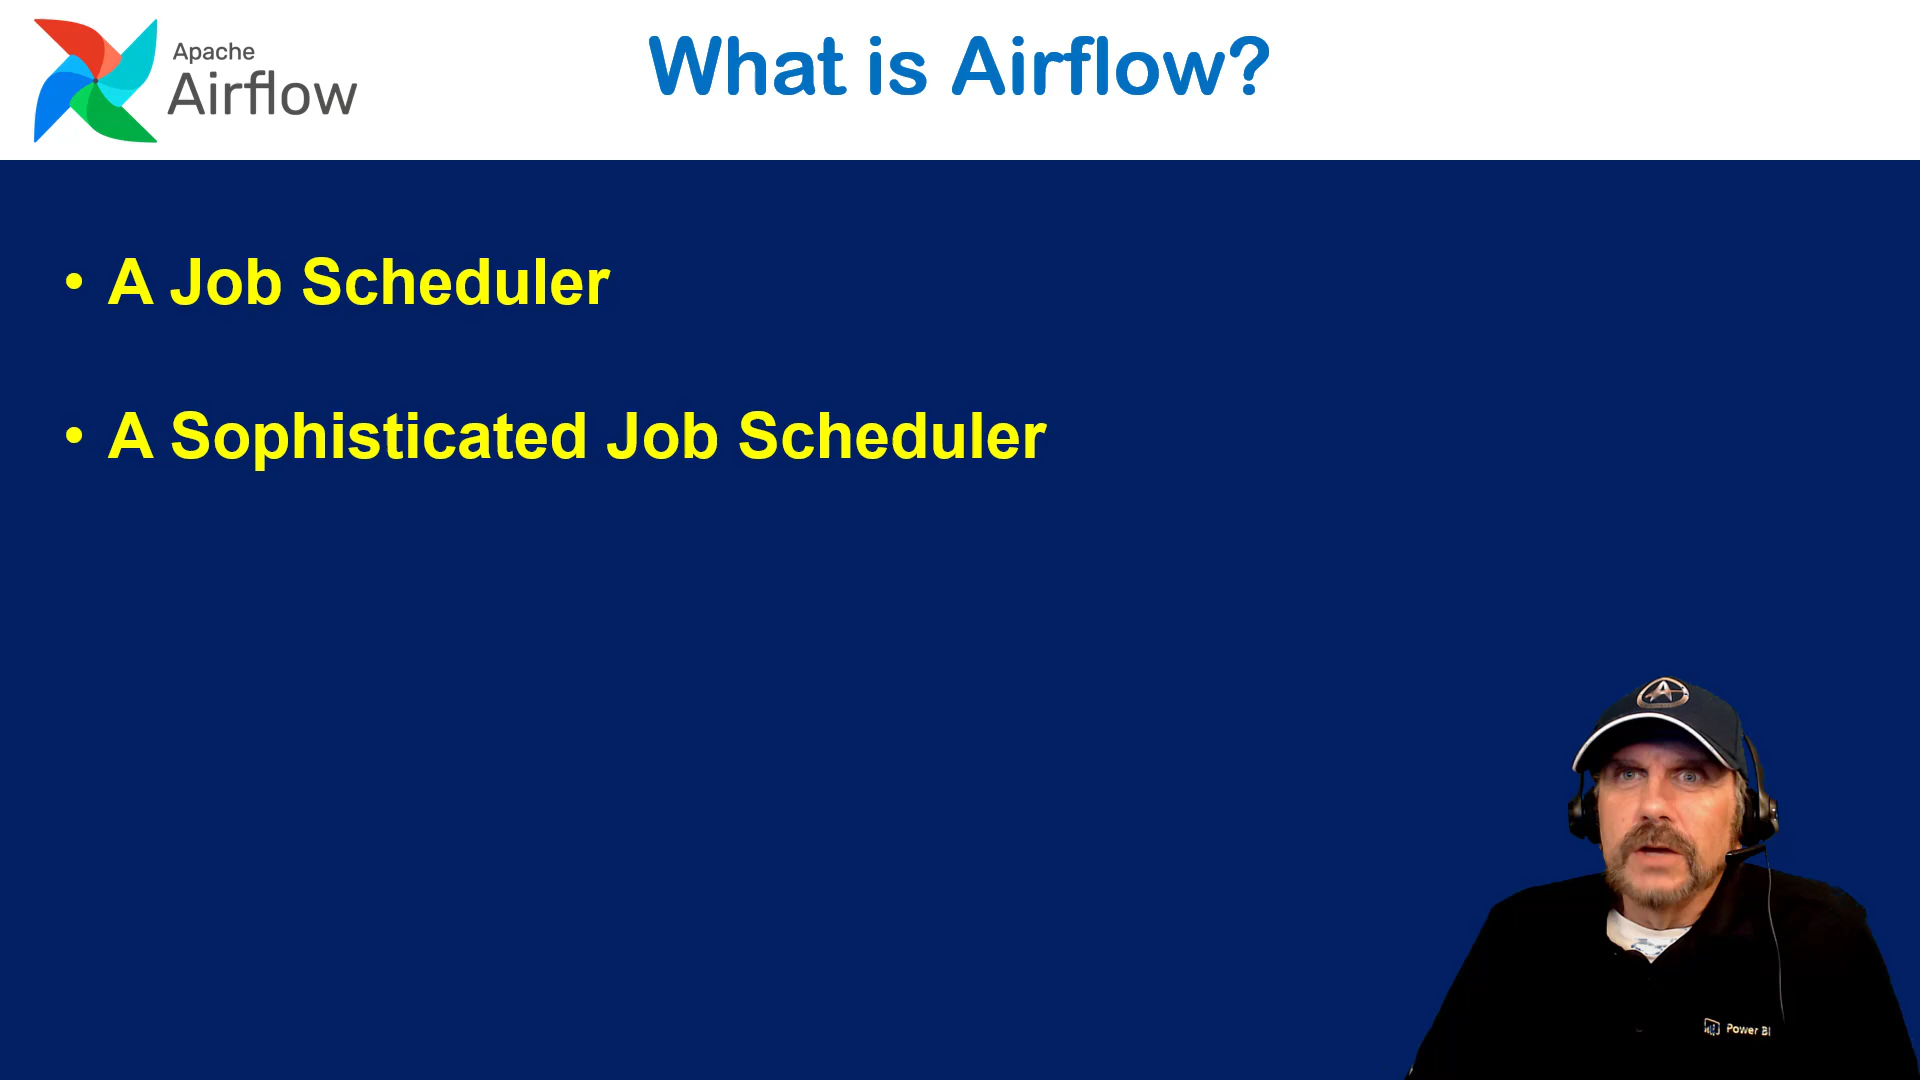 Apache
Airflow
What is Airflow?
• A Job Scheduler
• A Sophisticated Job Scheduler
A
Power BI